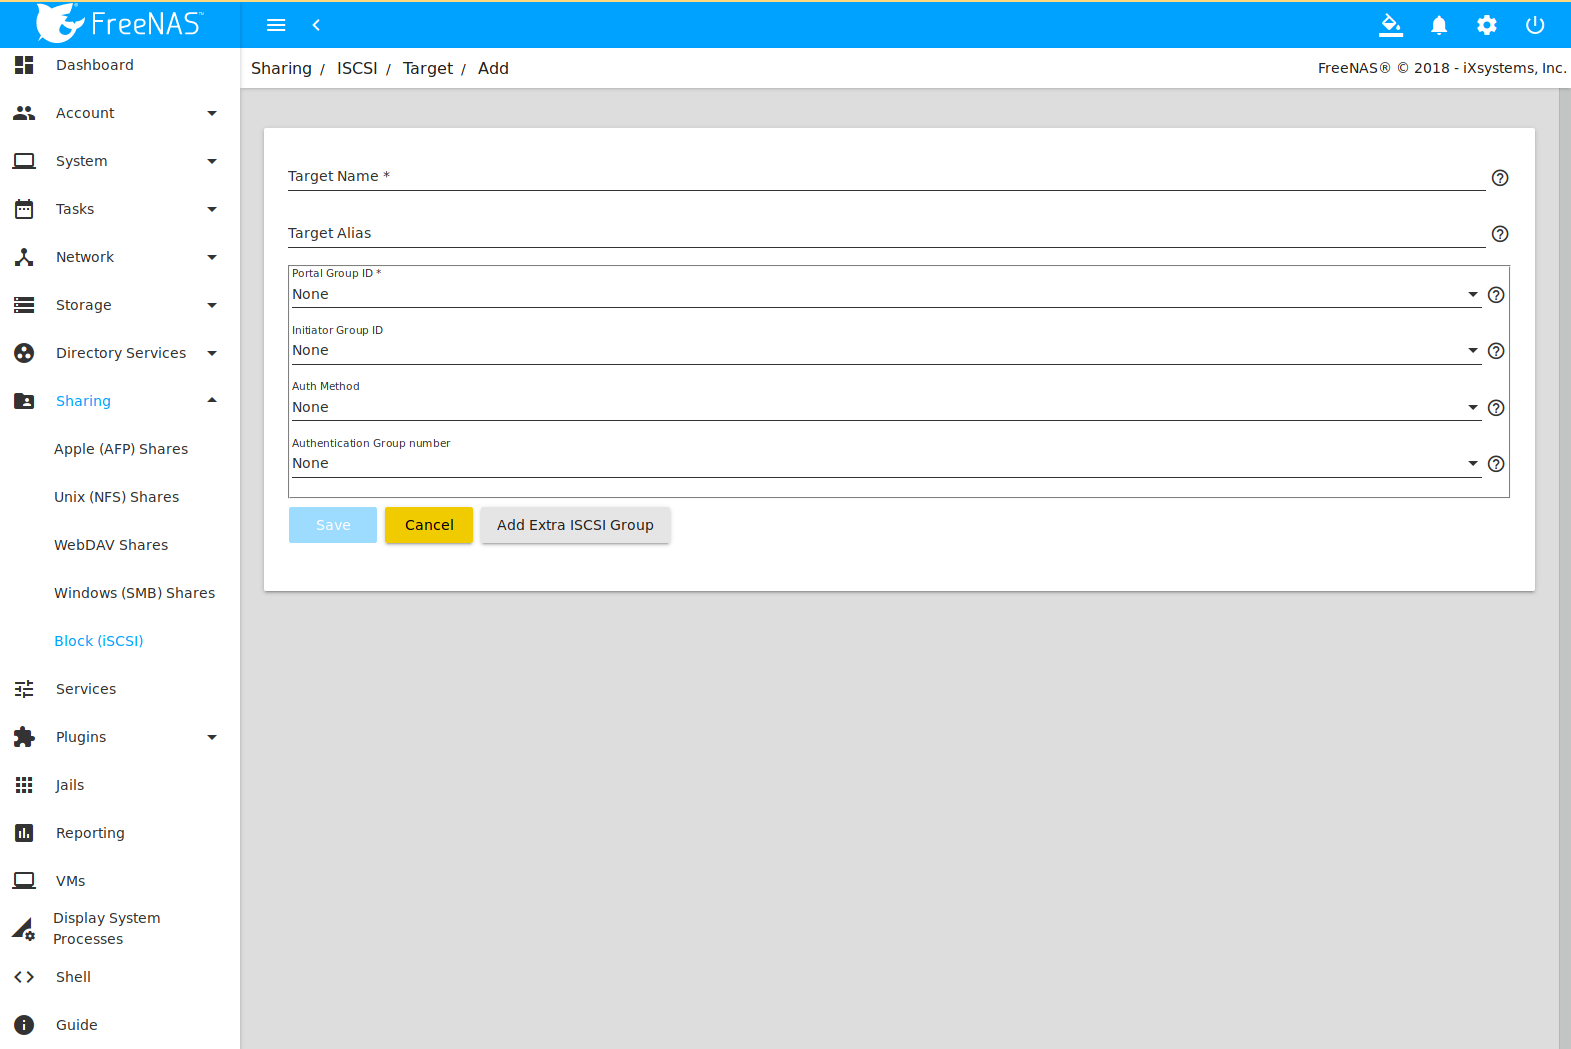 FreeNAS™
Sharing / ISCSI / Target / Add
FreeNAS® © 2018 - iXsystems, Inc.
Dashboard
Account
System
Tasks
Network
Storage
Directory Services
Sharing
Apple (AFP) Shares
Unix (NFS) Shares
WebDAV Shares
Windows (SMB) Shares
Block (iSCSI)
Services
Plugins
Jails
Reporting
VMs
Display System
Processes
Shell
Guide
Target Name *
Target Alias
Portal Group ID *
None
Initiator Group ID
None
Auth Method
None
Authentication Group number
None
Save
Cancel
Add Extra ISCSI Group